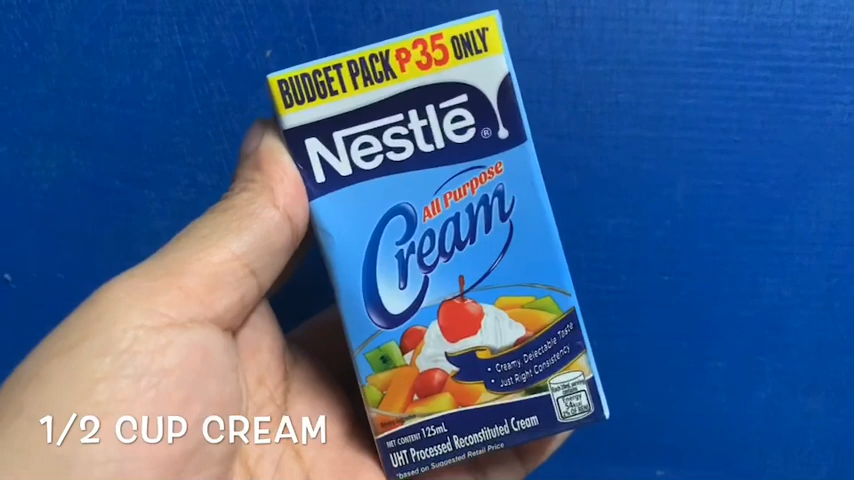 BUDGET PACK ₱35 ONLY*
Nestlé®
All Purpose
Cream
• Creamy, Delectable Taste
• Just Right Consistency
NET CONTENT 125mL
UHT Processed Reconstituted Cream
*based on Suggested Retail Price
1/2 CUP CREAM